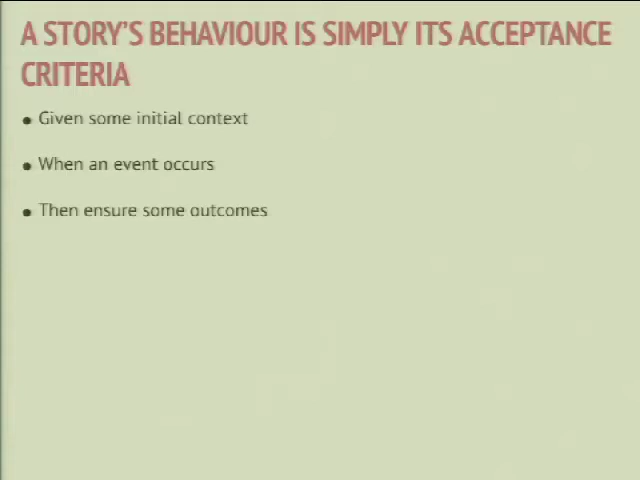 A STORY'S BEHAVIOUR IS SIMPLY ITS ACCEPTANCE
CRITERIA
• Given some initial context
• When an event occurs
• Then ensure some outcomes